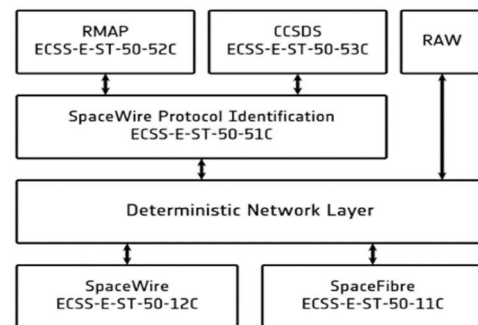 RMAP
ECSS-E-ST-50-52C
CCSDS
ECSS-E-ST-50-53C
RAW
SpaceWire Protocol Identification
ECSS-E-ST-50-51C
Deterministic Network Layer
SpaceWire
ECSS-E-ST-50-12C
SpaceFibre
ECSS-E-ST-50-11C